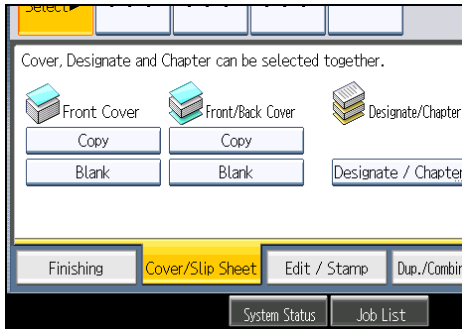 Select►
Cover, Designate and Chapter can be selected together.
Front Cover
Front/Back Cover
Designate/Chapter
Copy
Copy
Blank
Blank
Designate / Chapter
Finishing
Cover/Slip Sheet
Edit / Stamp
Dup./Combin
System Status
Job List